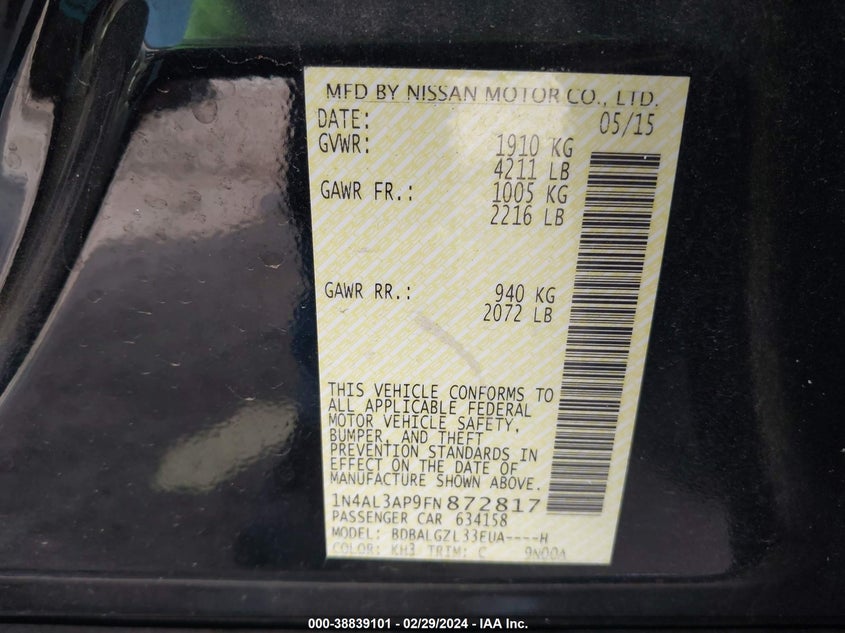 MFD BY NISSAN MOTOR CO., LTD.
DATE: 05/15
GVWR: 1910 KG
4211 LB
GAWR FR.: 1005 KG
2216 LB
GAWR RR.: 940 KG
2072 LB
THIS VEHICLE CONFORMS TO
ALL APPLICABLE FEDERAL
MOTOR VEHICLE SAFETY,
BUMPER, AND THEFT
PREVENTION STANDARDS IN
EFFECT ON THE DATE OF
MANUFACTURE SHOWN ABOVE.
1N4AL3AP9FN872817
PASSENGER CAR 634158
MODEL: BDBALGZL33EUA----H
COLOR: KH3 TRIM: C 9N00A
000-38839101 - 02/29/2024 - IAA Inc.